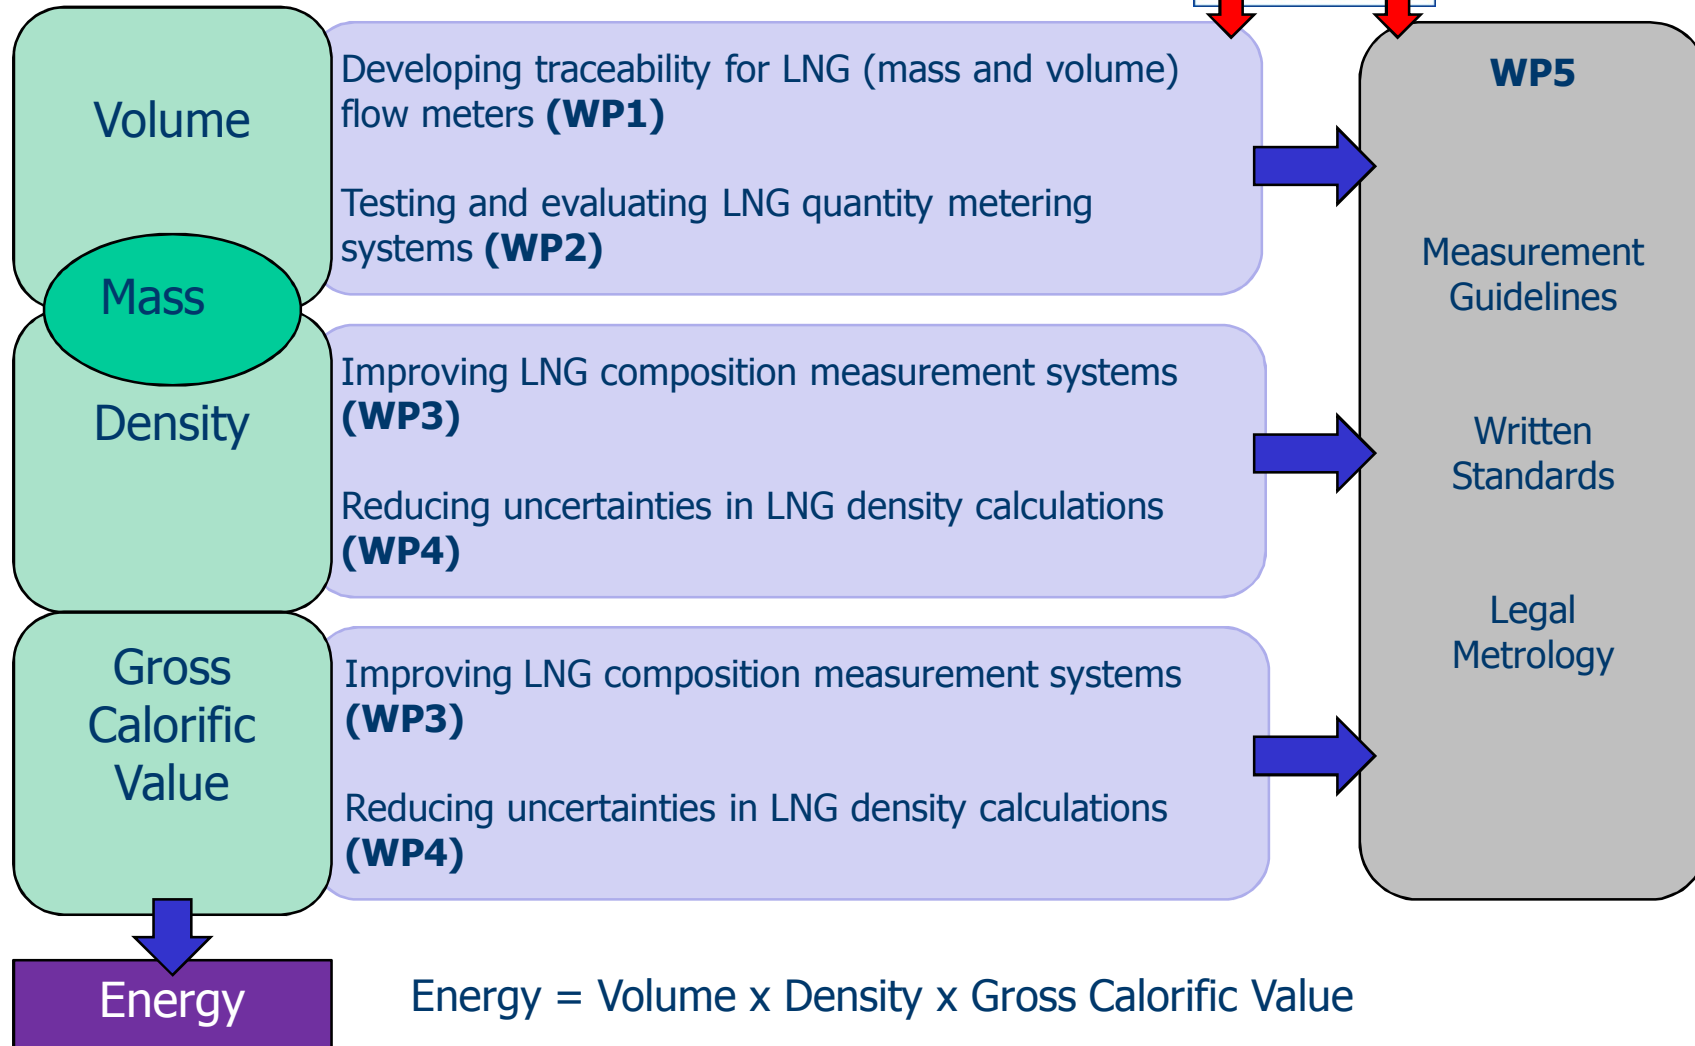 Volume
Developing traceability for LNG (mass and volume)
flow meters (WP1)
Testing and evaluating LNG quantity metering
systems (WP2)
Mass
Density
Improving LNG composition measurement systems
(WP3)
Reducing uncertainties in LNG density calculations
(WP4)
Gross
Calorific
Value
Improving LNG composition measurement systems
(WP3)
Reducing uncertainties in LNG density calculations
(WP4)
WP5
Measurement
Guidelines
Written
Standards
Legal
Metrology
Energy
Energy = Volume x Density x Gross Calorific Value